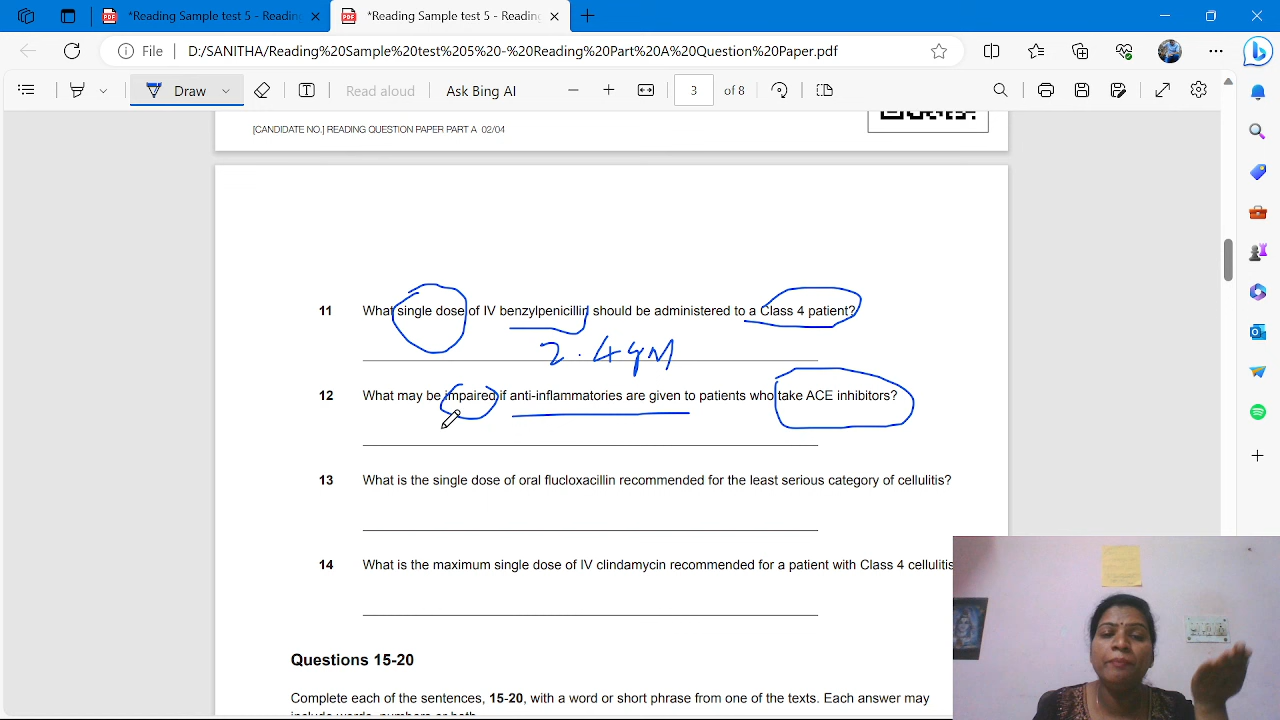 *Reading Sample test 5 - Readin
*Reading Sample test 5 - Reading
File D:/SANITHA/Reading%20Sample%20test%205%20-%20Reading%20Part%20A%20Question%20Paper.pdf
Draw
Read aloud
Ask Bing AI
3 of 8
[CANDIDATE NO.] READING QUESTION PAPER PART A 02/04
11 What single dose of IV benzylpenicillin should be administered to a Class 4 patient?
2.4gM
12 What may be impaired if anti-inflammatories are given to patients who take ACE inhibitors?
13 What is the single dose of oral flucloxacillin recommended for the least serious category of cellulitis?
14 What is the maximum single dose of IV clindamycin recommended for a patient with Class 4 cellulitis
Questions 15-20
Complete each of the sentences, 15-20, with a word or short phrase from one of the texts. Each answer may
include words, numbers or both